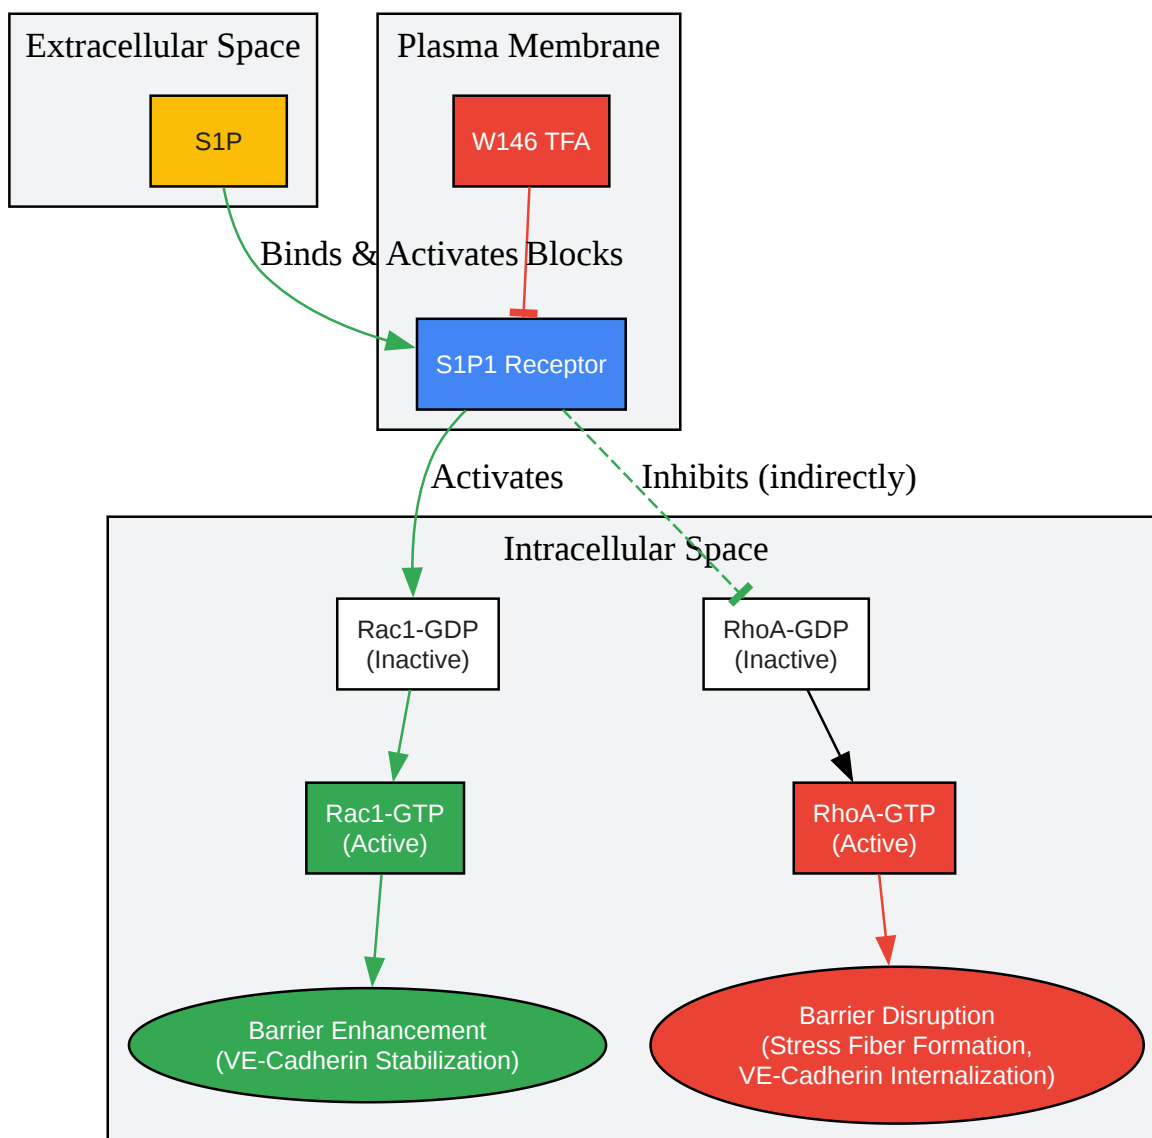 Extracellular Space
Plasma Membrane
S1P
W146 TFA
Binds & Activates
Blocks
S1P1 Receptor
Activates
Inhibits (indirectly)
Intracellular Space
Rac1-GDP
(Inactive)
RhoA-GDP
(Inactive)
Rac1-GTP
(Active)
RhoA-GTP
(Active)
Barrier Enhancement
(VE-Cadherin Stabilization)
Barrier Disruption
(Stress Fiber Formation,
VE-Cadherin Internalization)